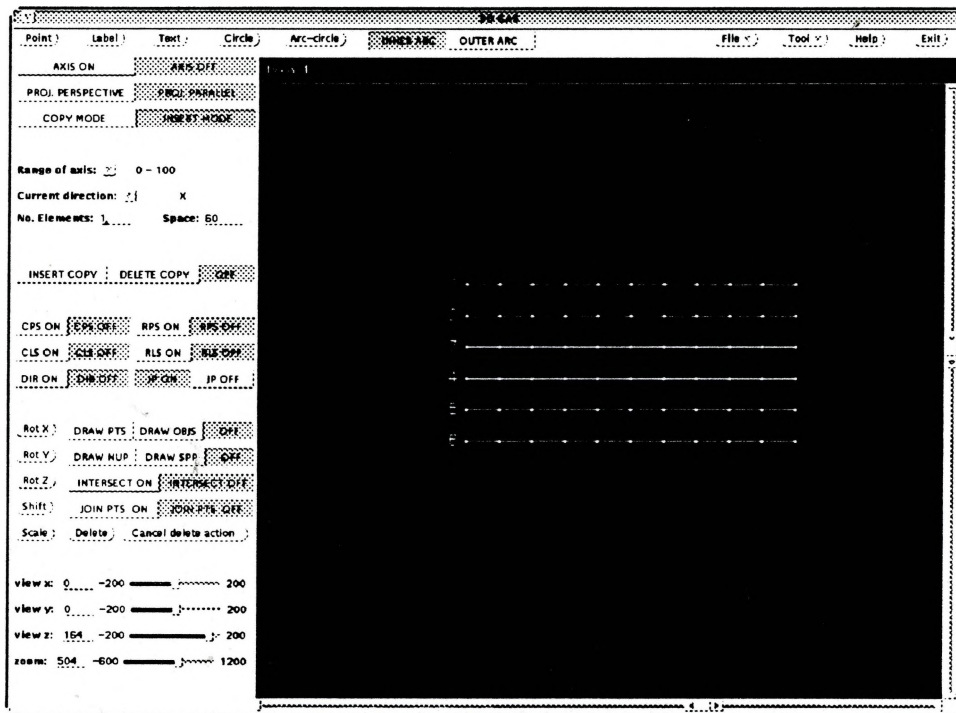 3D GAS
Point Label Text Circle Arc-circle INNER ARC OUTER ARC File Tool Help Exit
AXIS ON AXIS OFF
PROJ. PERSPECTIVE PROJ. PARALLEL
COPY MODE INSERT MODE
Range of axis: 0 - 100
Current direction: X
No. Elements: 1 Space: 60
INSERT COPY DELETE COPY OFF
CPS ON CPS OFF RPS ON RPS OFF
CLS ON CLS OFF RLS ON RLS OFF
DIR ON DIR OFF JP ON JP OFF
Rot X DRAW PTS DRAW OBJS OFF
Rot Y DRAW NUP DRAW SPP OFF
Rot Z INTERSECT ON INTERSECT OFF
Shift JOIN PTS ON JOIN PTS OFF
Scale Delete Cancel delete action
view x: 0 -200 200
view y: 0 -200 200
view z: 164 -200 200
zoom: 504 -600 1200